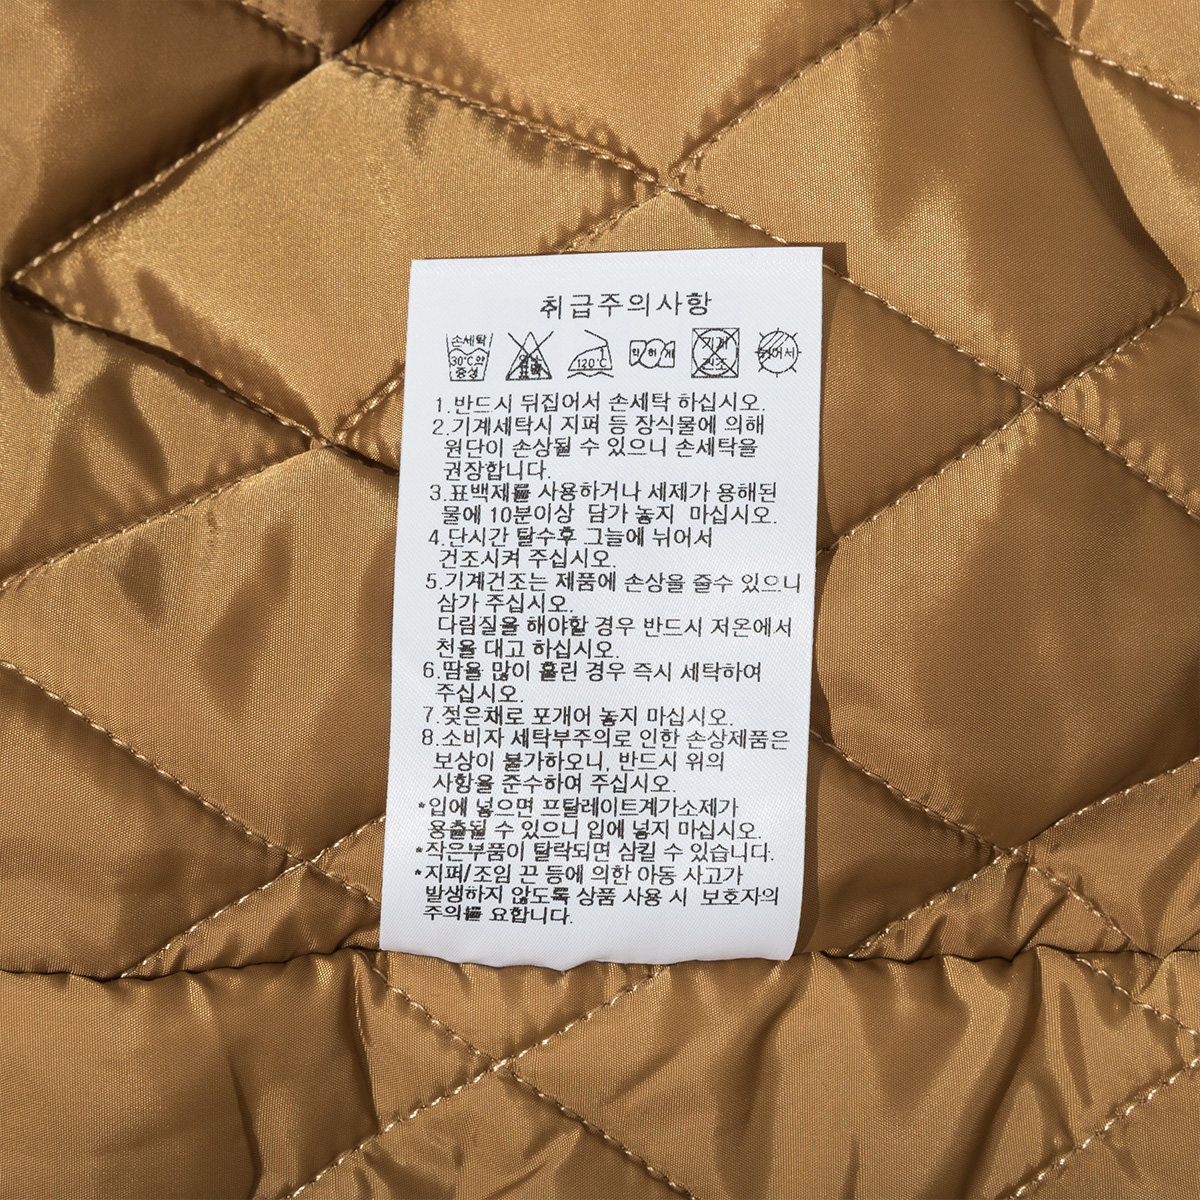 취급주의사항
손세탁 30℃약 중성 120℃ 약하게 기계 건조 뉘어서
1.반드시 뒤집어서 손세탁 하십시오.
2.기계세탁시 지퍼 등 장식물에 의해
원단이 손상될 수 있으니 손세탁을
권장합니다.
3.표백제를 사용하거나 세제가 용해된
물에 10분이상 담가 놓지 마십시오.
4.단시간 탈수후 그늘에 뉘어서
건조시켜 주십시오.
5.기계건조는 제품에 손상을 줄수 있으니
삼가 주십시오.
다림질을 해야할 경우 반드시 저온에서
천을 대고 하십시오.
6.땀을 많이 흘린 경우 즉시 세탁하여
주십시오.
7.젖은채로 포개어 놓지 마십시오.
8.소비자 세탁부주의로 인한 손상제품은
보상이 불가하오니, 반드시 위의
사항을 준수하여 주십시오.
*입에 넣으면 프탈레이트계가소제가
용출될 수 있으니 입에 넣지 마십시오.
*작은부품이 탈락되면 삼킬 수 있습니다.
*지퍼/조임 끈 등에 의한 아동 사고가
발생하지 않도록 상품 사용 시 보호자의
주의를 요합니다.